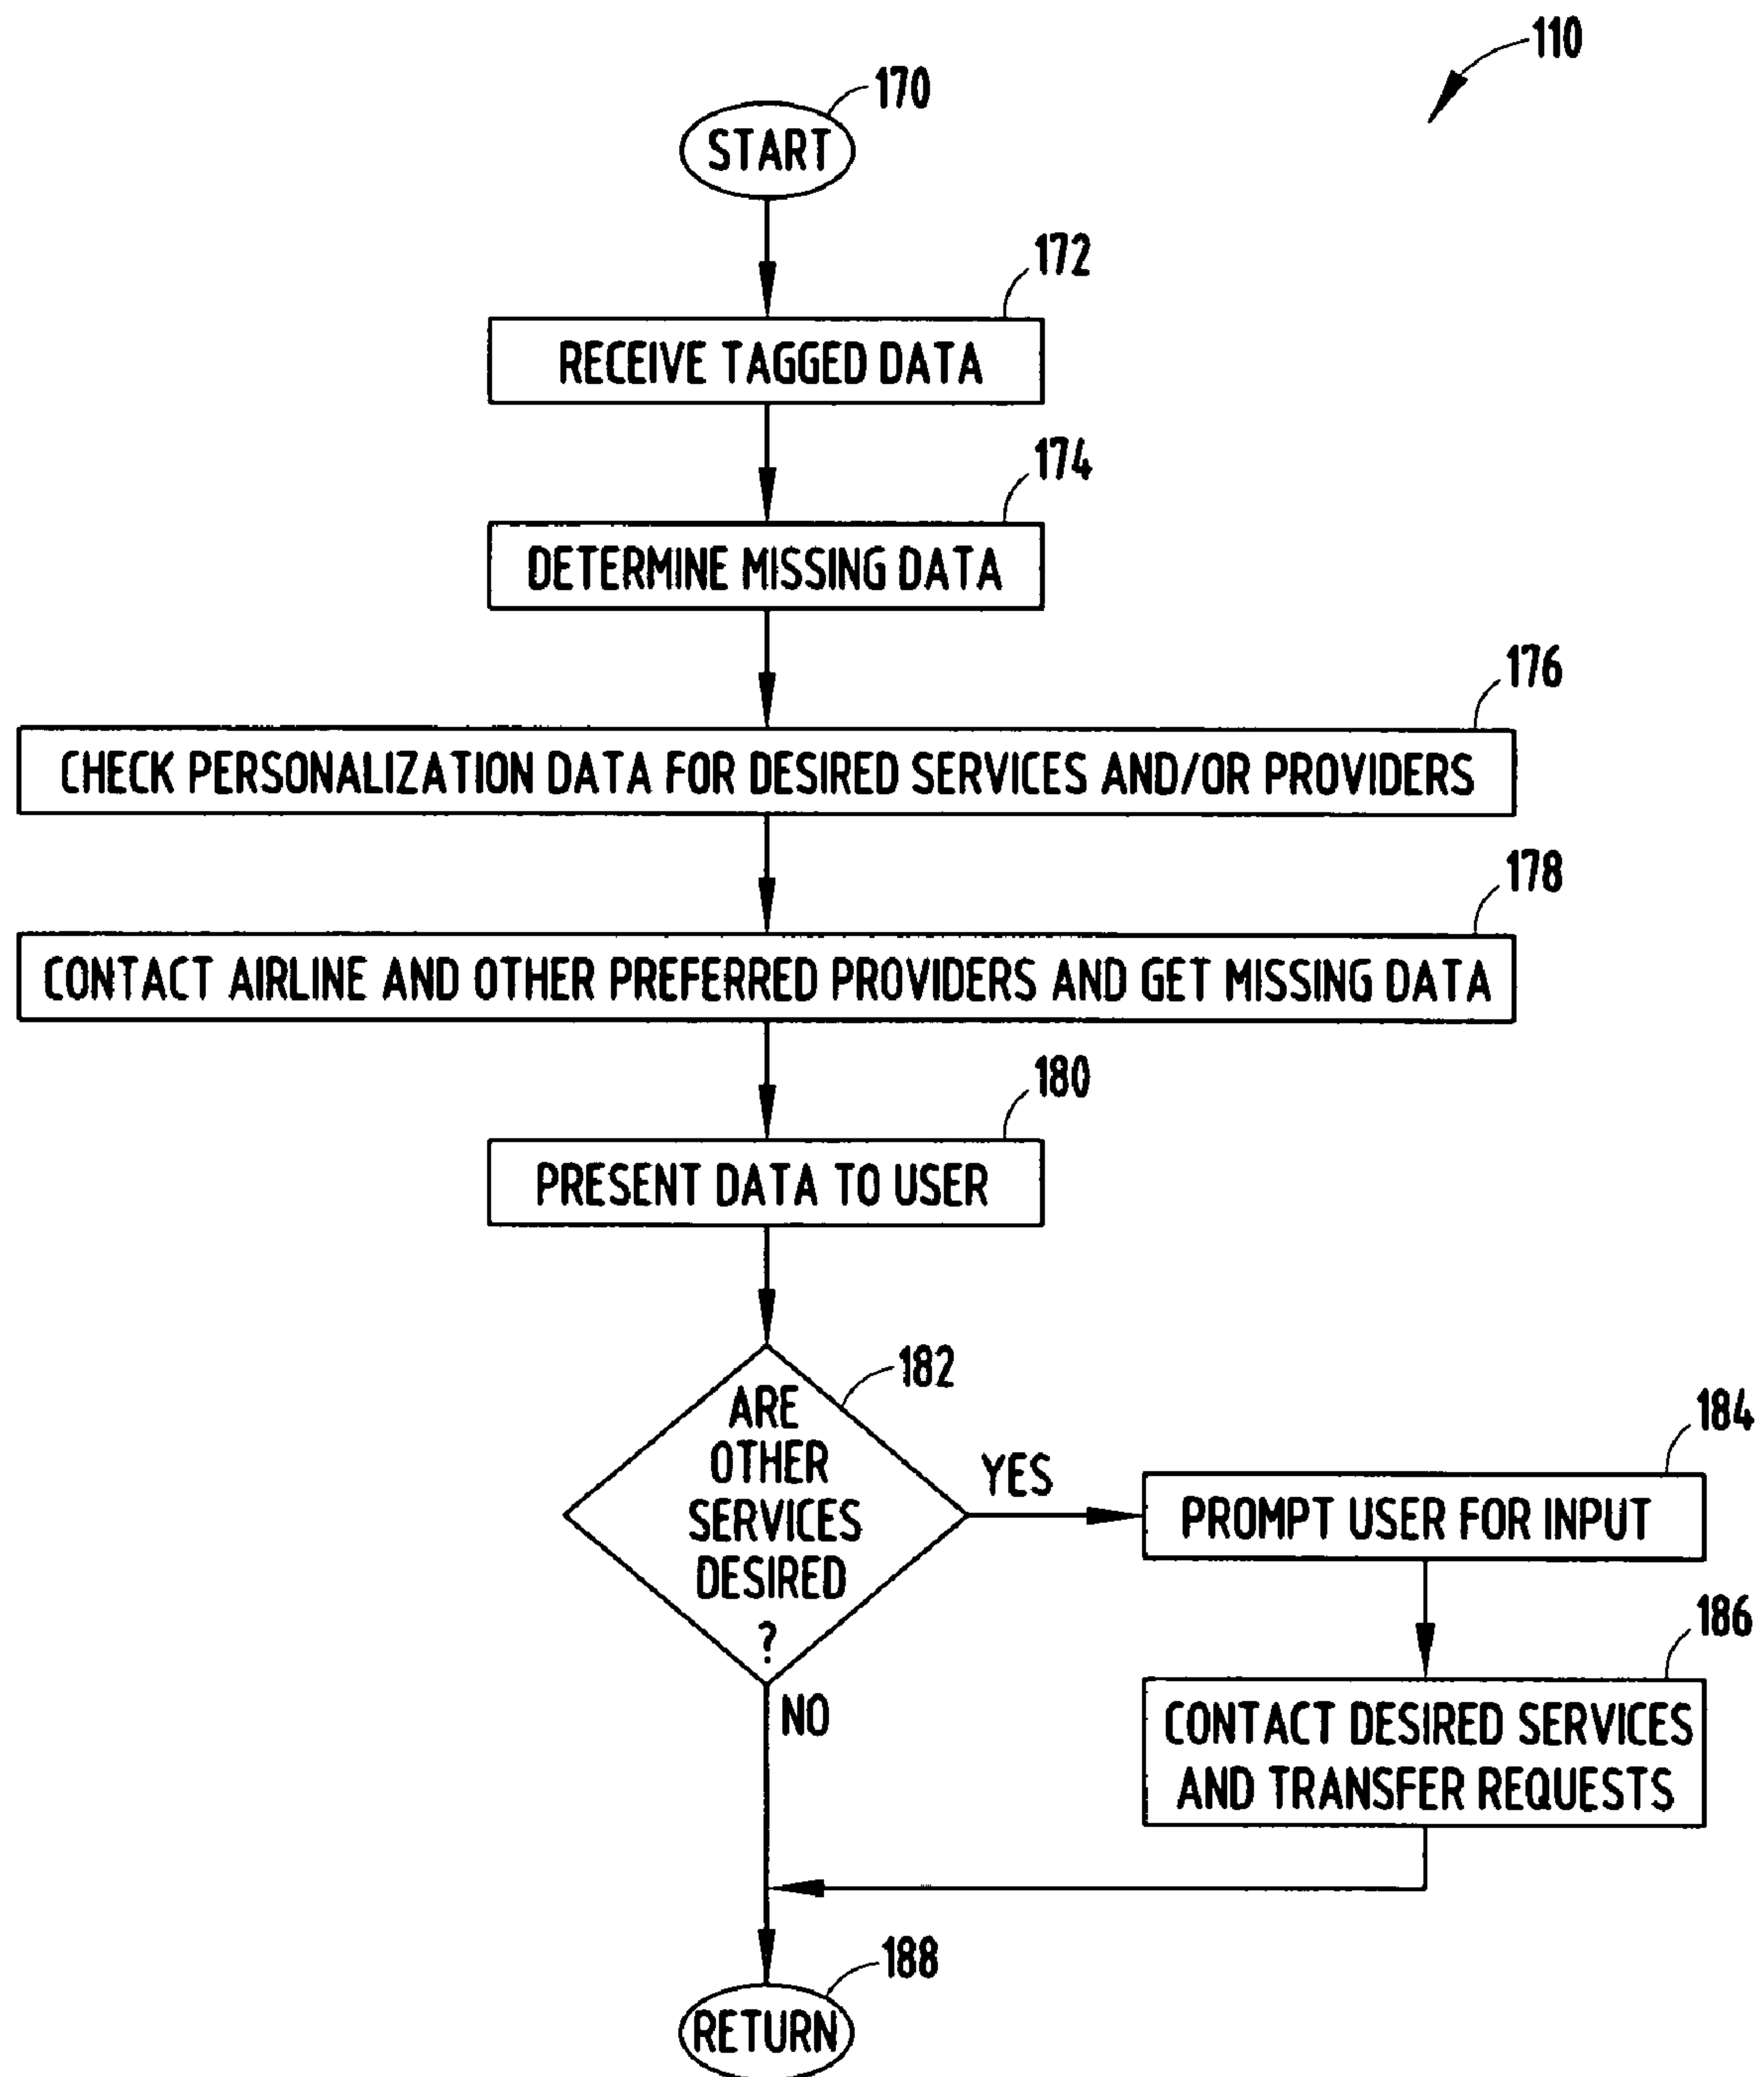 110
170
START
172
RECEIVE TAGGED DATA
174
DETERMINE MISSING DATA
176
CHECK PERSONALIZATION DATA FOR DESIRED SERVICES AND/OR PROVIDERS
178
CONTACT AIRLINE AND OTHER PREFERRED PROVIDERS AND GET MISSING DATA
180
PRESENT DATA TO USER
182
ARE
OTHER
SERVICES
DESIRED
?
YES
NO
184
PROMPT USER FOR INPUT
186
CONTACT DESIRED SERVICES
AND TRANSFER REQUESTS
188
RETURN